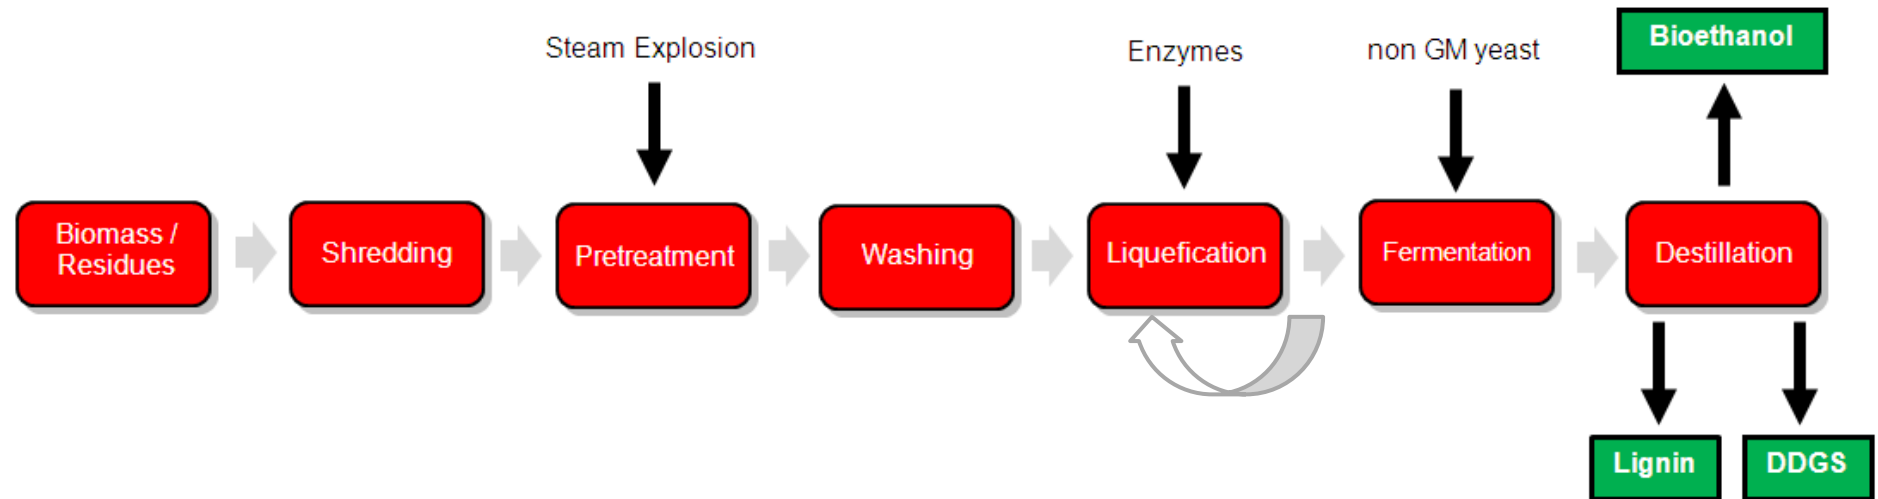 Steam Explosion
Enzymes
non GM yeast
Bioethanol
Biomass /
Residues
Shredding
Pretreatment
Washing
Liquefication
Fermentation
Destillation
Lignin
DDGS